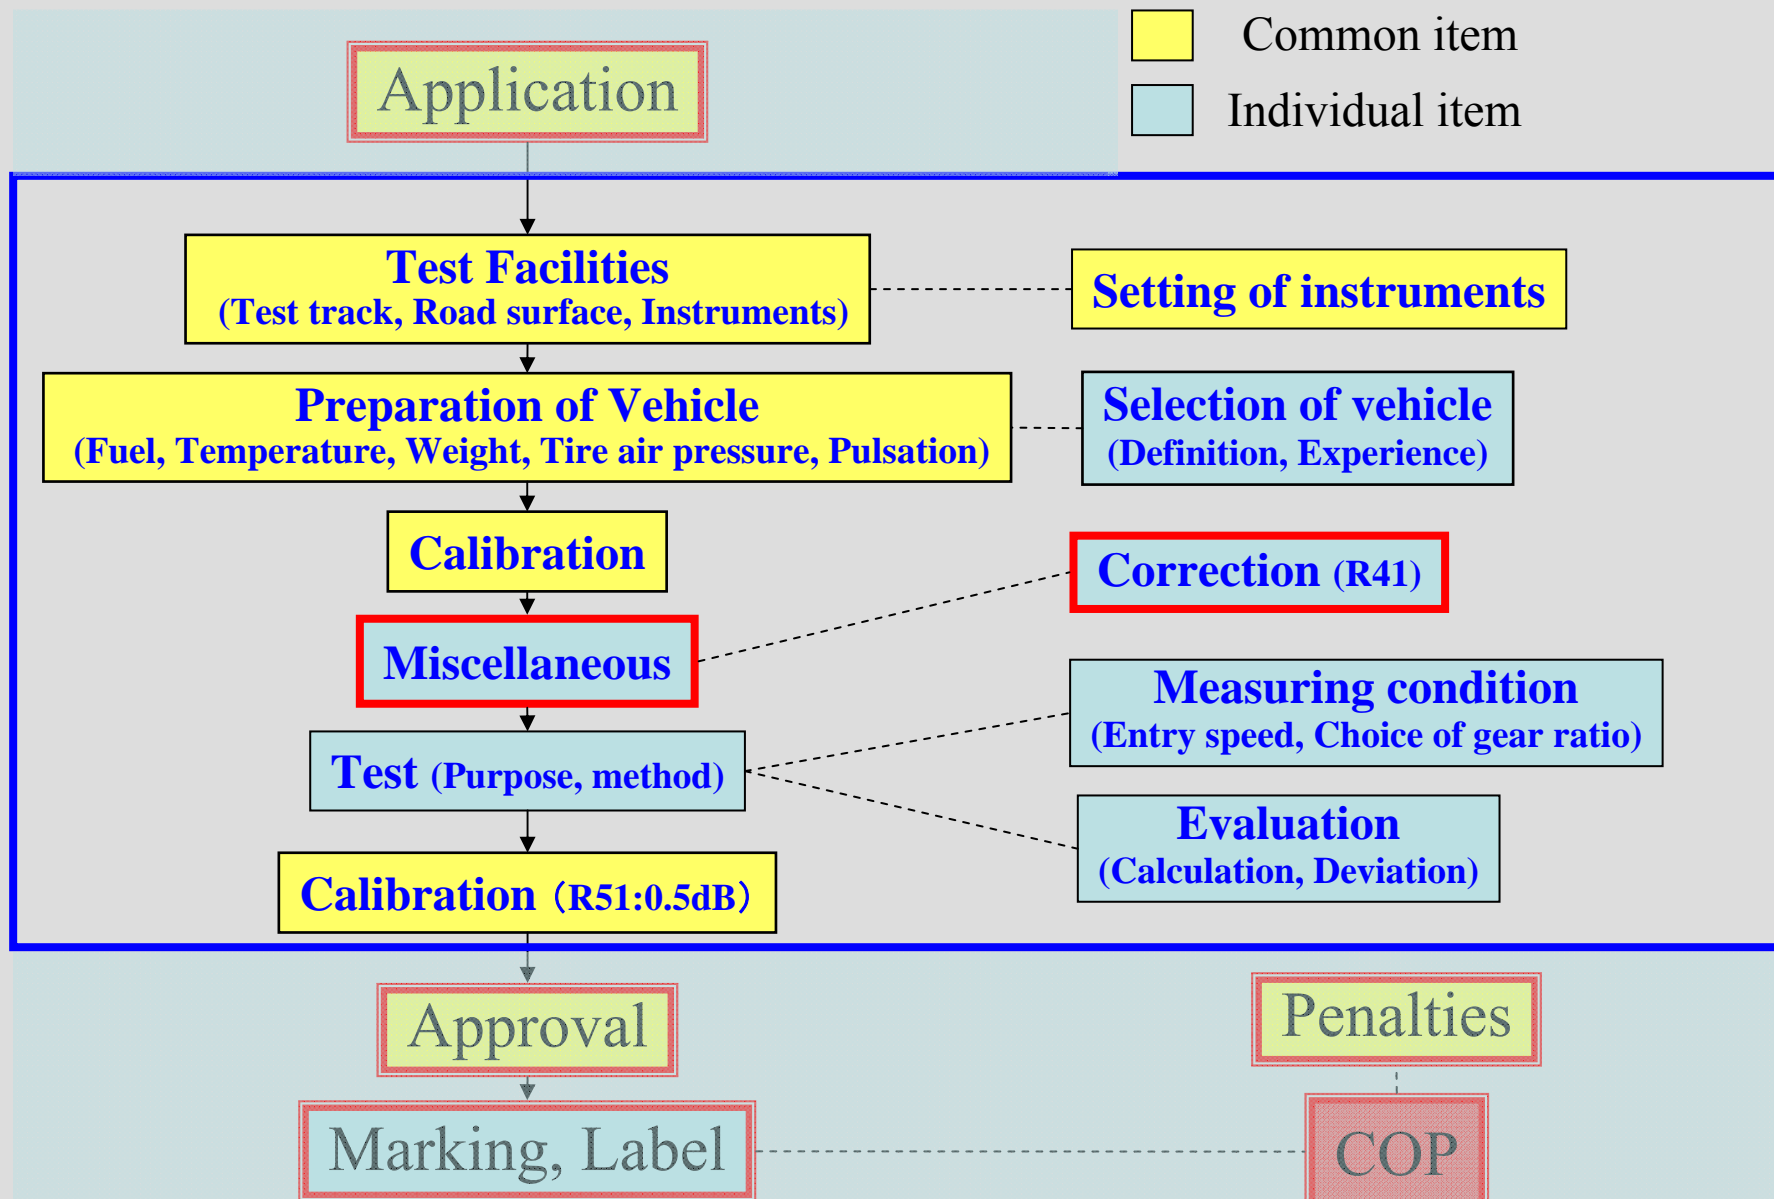 Common item
Individual item
Application
Test Facilities
(Test track, Road surface, Instruments)
Setting of instruments
Preparation of Vehicle
(Fuel, Temperature, Weight, Tire air pressure, Pulsation)
Selection of vehicle
(Definition, Experience)
Calibration
Correction (R41)
Miscellaneous
Measuring condition
(Entry speed, Choice of gear ratio)
Test (Purpose, method)
Evaluation
(Calculation, Deviation)
Calibration（R51:0.5dB）
Approval
Penalties
Marking, Label
COP